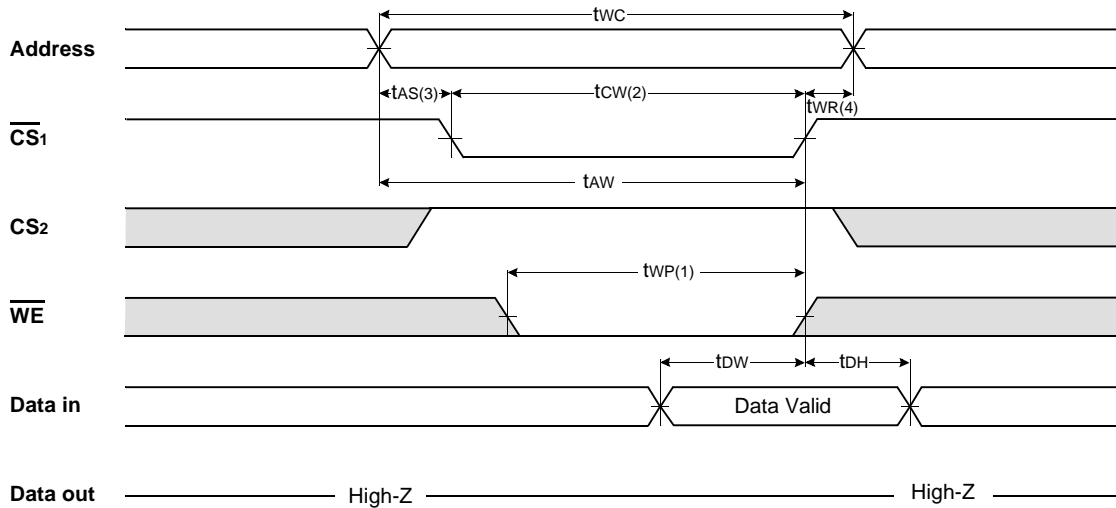 tWC
Address
tAS(3) tCW(2) tWR(4)
CS1
tAW
CS2
tWP(1)
WE
tDW tDH
Data in Data Valid
Data out High-Z High-Z